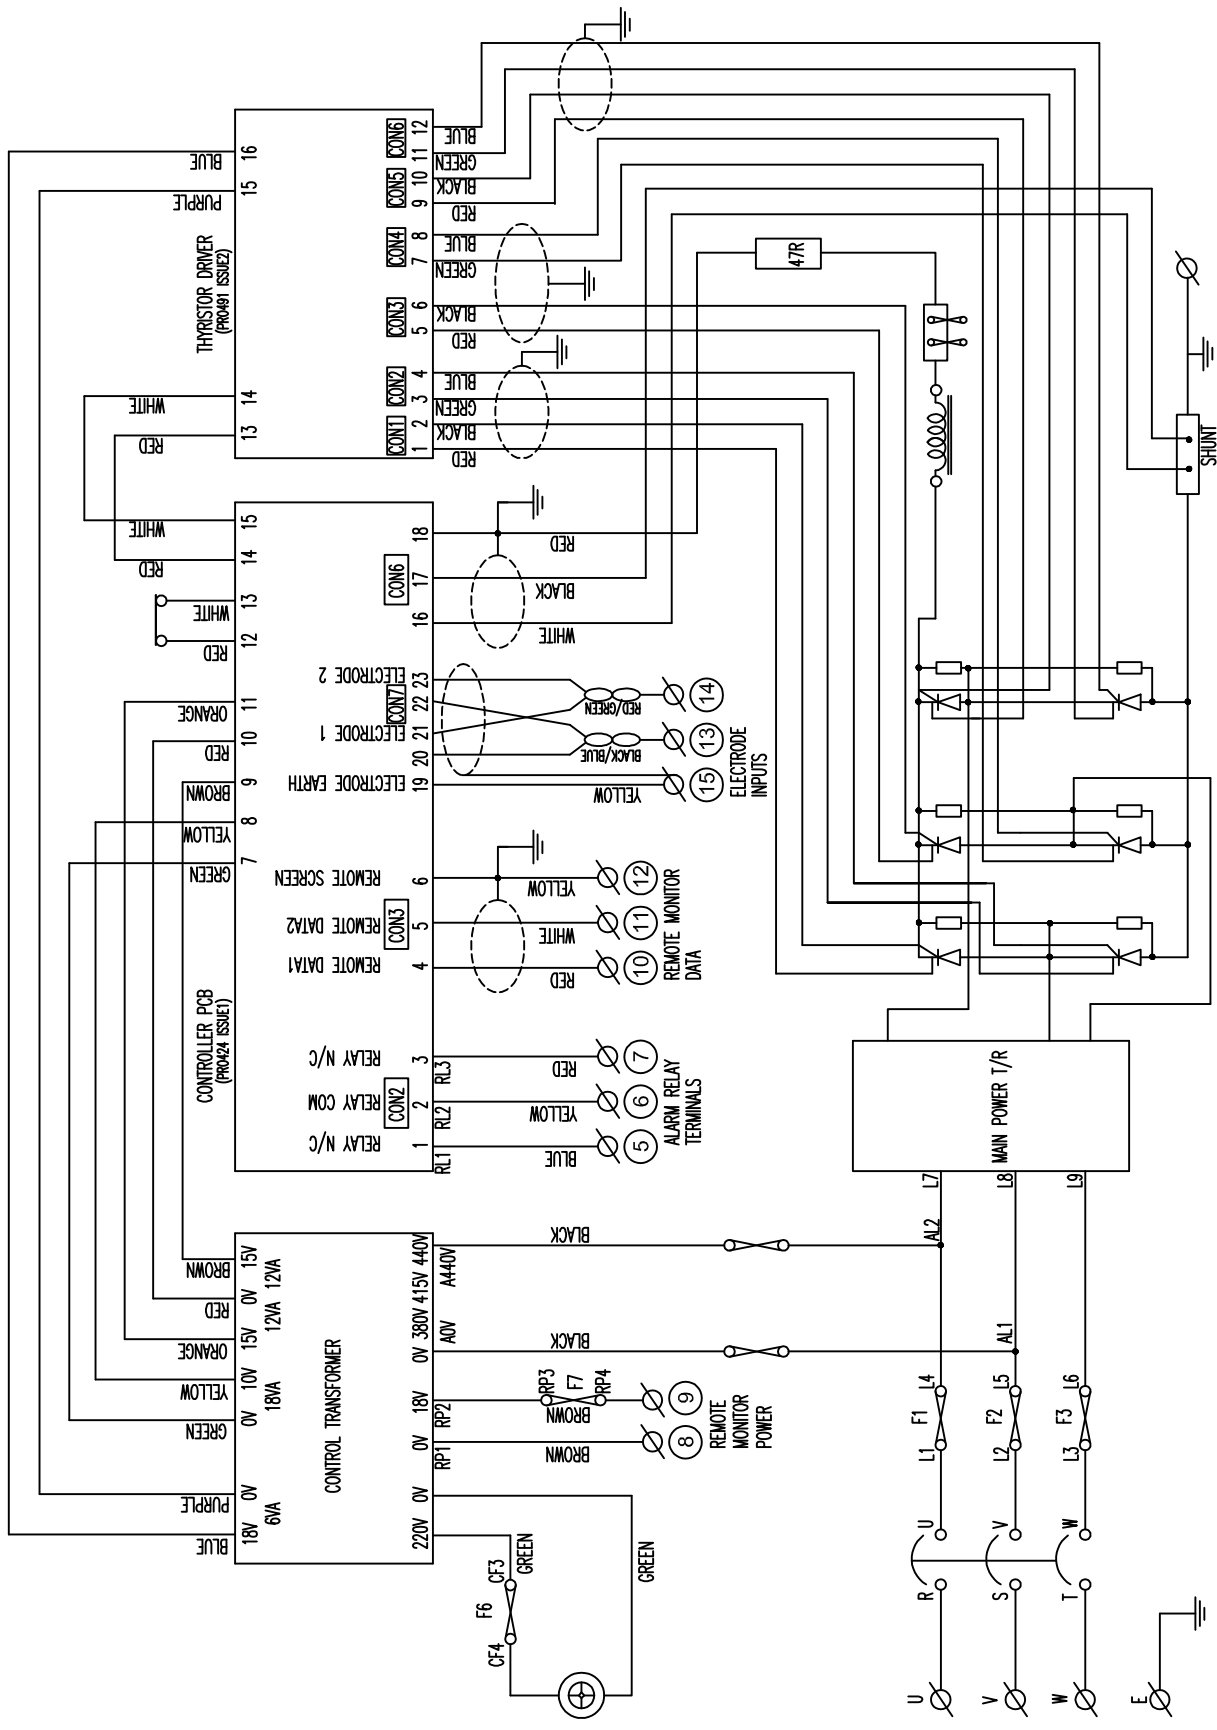 BLUE
PURPLE
16
15
THYRISTOR DRIVER
(PR0491 ISSUE2)
14
13
WHITE
RED
CON6
12
BLUE
11
GREEN
CON5
10
BLACK
9
RED
CON4
8
BLUE
7
GREEN
CON3
6
BLACK
5
RED
CON2
4
BLUE
3
GREEN
CON1
2
BLACK
1
RED
47R
SHUNT
WHITE
15
RED
14
WHITE
13
RED
12
ORANGE
11
RED
10
BROWN
9
YELLOW
8
GREEN
7
CONTROLLER PCB
(PR0424 ISSUE1)
18
RED
CON6
17
BLACK
16
WHITE
ELECTRODE 2
23
CON7
22
ELECTRODE 1
21
20
ELECTRODE EARTH
19
YELLOW
RED/GREEN
BLACK/BLUE
14
13
15
ELECTRODE
INPUTS
REMOTE SCREEN
6
YELLOW
12
REMOTE DATA2
CON3
5
WHITE
11
REMOTE DATA1
4
RED
10
REMOTE MONITOR
DATA
RELAY N/C
3
RL3
RED
7
RELAY COM
CON2
2
RL2
YELLOW
6
RELAY N/C
1
RL1
BLUE
5
ALARM RELAY
TERMINALS
MAIN POWER T/R
L7
L8
L9
AL2
AL1
BROWN
15V
12VA
RED
0V
12VA
ORANGE
15V
YELLOW
10V
18VA
GREEN
0V
PURPLE
0V
6VA
BLUE
18V
CONTROL TRANSFORMER
440V
A440V
415V
380V
A0V
0V
BLACK
BLACK
18V
RP2
RP3
F7
RP4
BROWN
9
0V
RP1
BROWN
8
REMOTE
MONITOR
POWER
0V
220V
GREEN
GREEN
CF3
F6
CF4
L4
F1
L1
L5
F2
L2
L6
F3
L3
U
V
W
R
S
T
U
V
W
E